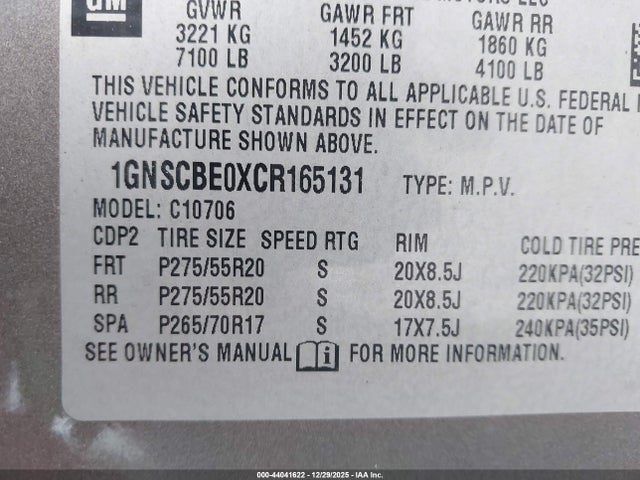 GM
GVWR GAWR FRT GAWR RR
3221 KG 1452 KG 1860 KG
7100 LB 3200 LB 4100 LB
THIS VEHICLE CONFORMS TO ALL APPLICABLE U.S. FEDERAL
VEHICLE SAFETY STANDARDS IN EFFECT ON THE DATE OF
MANUFACTURE SHOWN ABOVE.
1GNSCBE0XCR165131 TYPE: M.P.V.
MODEL: C10706
CDP2 TIRE SIZE SPEED RTG RIM COLD TIRE PRE
FRT P275/55R20 S 20X8.5J 220KPA(32PSI)
RR P275/55R20 S 20X8.5J 220KPA(32PSI)
SPA P265/70R17 S 17X7.5J 240KPA(35PSI)
SEE OWNER'S MANUAL FOR MORE INFORMATION.
000-44041622 - 12/29/2025 - IAA Inc.